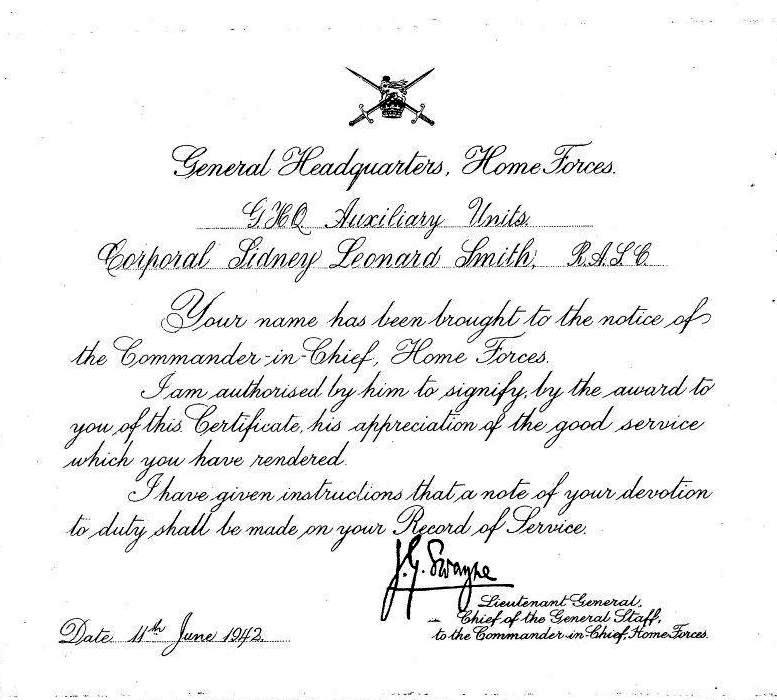 General Headquarters, Home Forces.
GHQ Auxiliary Units.
Corporal Sidney Leonard Smith, R.A.S.C.
Your name has been brought to the notice of
the Commander-in-Chief, Home Forces.
I am authorised by him to signify, by the award to
you of this Certificate, his appreciation of the good service
which you have rendered.
I have given instructions that a note of your devotion
to duty shall be made on your Record of Service.
J.G. Swayne
Lieutenant General,
Chief of the General Staff,
to the Commander-in-Chief, Home Forces.
Date 11th June 1942.